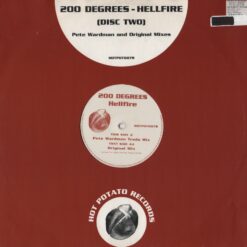 200 DEGREES - HELLFIRE
(DISC TWO)
Pete Wardman and Original Mixes
HOTPOT007R
HOTPOT007R
200 DEGREES
Hellfire
Pete Wardman Trade Mix
Original Mix
HOT POTATO RECORDS